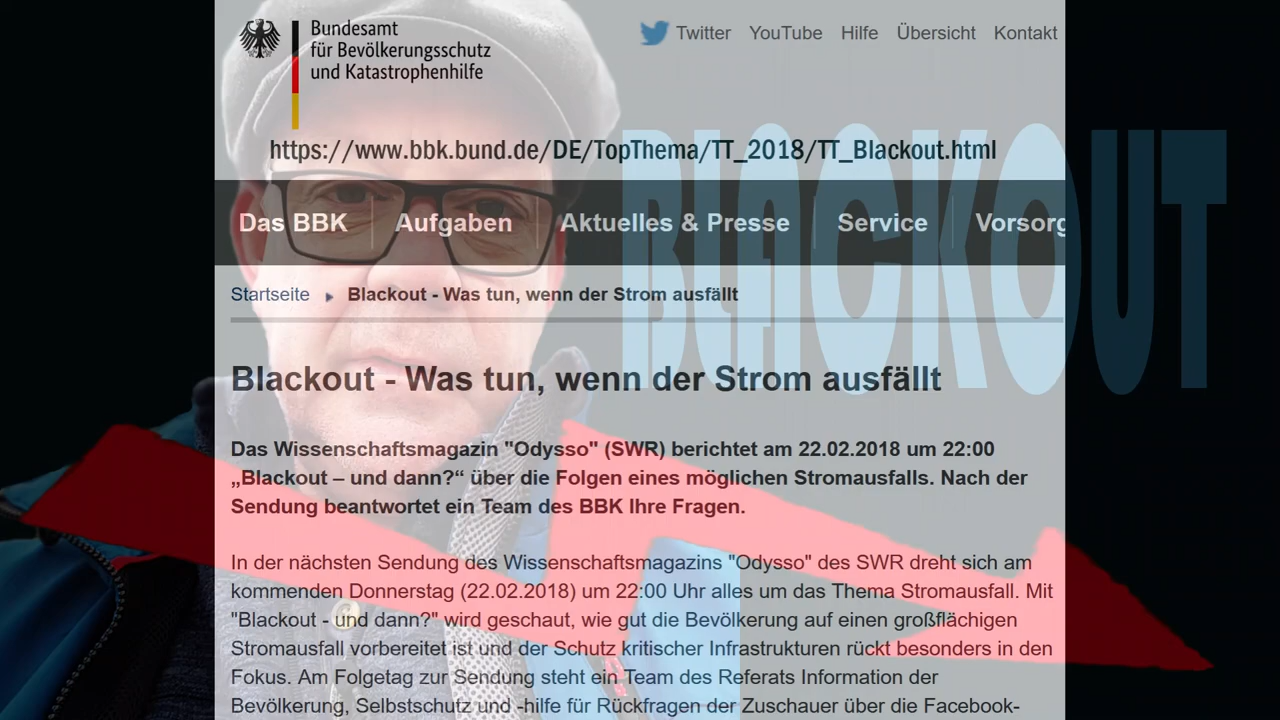 Bundesamt
für Bevölkerungsschutz
und Katastrophenhilfe
Twitter YouTube Hilfe Übersicht Kontakt
https://www.bbk.bund.de/DE/TopThema/TT_2018/TT_Blackout.html
BLACKOUT
Das BBK Aufgaben Aktuelles & Presse Service Vorsorg
Startseite Blackout - Was tun, wenn der Strom ausfällt
Blackout - Was tun, wenn der Strom ausfällt
Das Wissenschaftsmagazin "Odysso" (SWR) berichtet am 22.02.2018 um 22:00
„Blackout – und dann?“ über die Folgen eines möglichen Stromausfalls. Nach der
Sendung beantwortet ein Team des BBK Ihre Fragen.
In der nächsten Sendung des Wissenschaftsmagazins "Odysso" des SWR dreht sich am
kommenden Donnerstag (22.02.2018) um 22:00 Uhr alles um das Thema Stromausfall. Mit
"Blackout - und dann?" wird geschaut, wie gut die Bevölkerung auf einen großflächigen
Stromausfall vorbereitet ist und der Schutz kritischer Infrastrukturen rückt besonders in den
Fokus. Am Folgetag zur Sendung steht ein Team des Referats Information der
Bevölkerung, Selbstschutz und -hilfe für Rückfragen der Zuschauer über die Facebook-